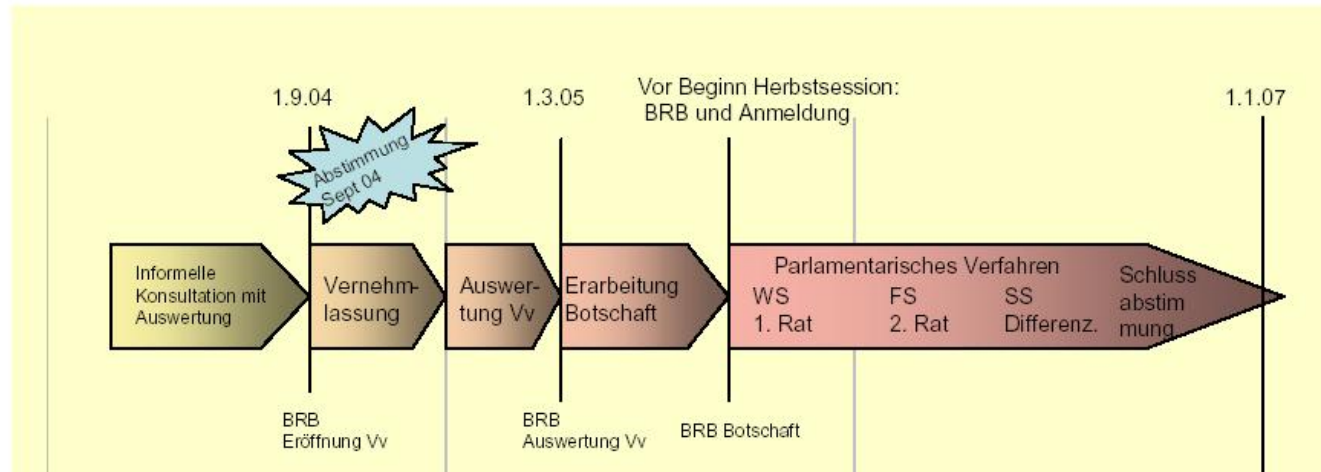 1.9.04
1.3.05
Vor Beginn Herbstsession:
BRB und Anmeldung
1.1.07
Abstimmung
Sept 04
Informelle
Konsultation mit
Auswertung
Vernehm-
lassung
Auswer-
tung Vv
Erarbeitung
Botschaft
Parlamentarisches Verfahren
WS
1. Rat
FS
2. Rat
SS
Differenz.
Schluss
abstim
mung
BRB
Eröffnung Vv
BRB
Auswertung Vv
BRB Botschaft